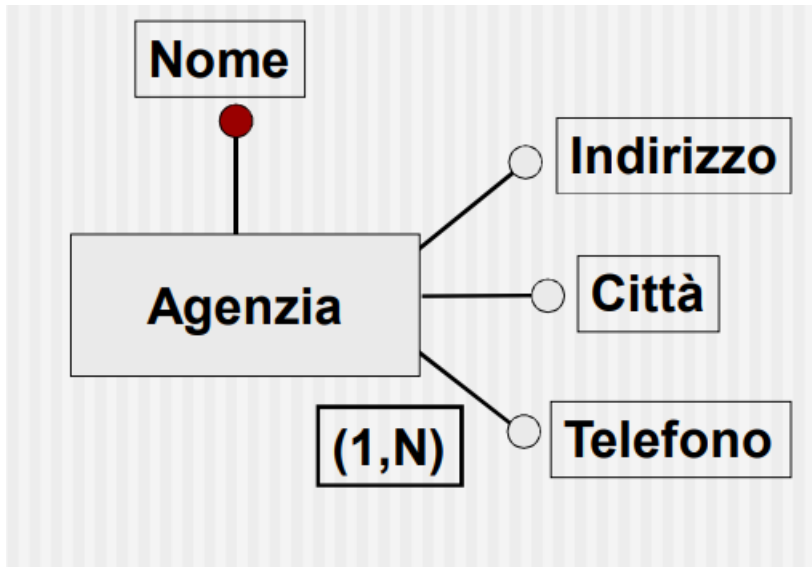 Nome
Indirizzo
Agenzia
Città
(1,N)
Telefono